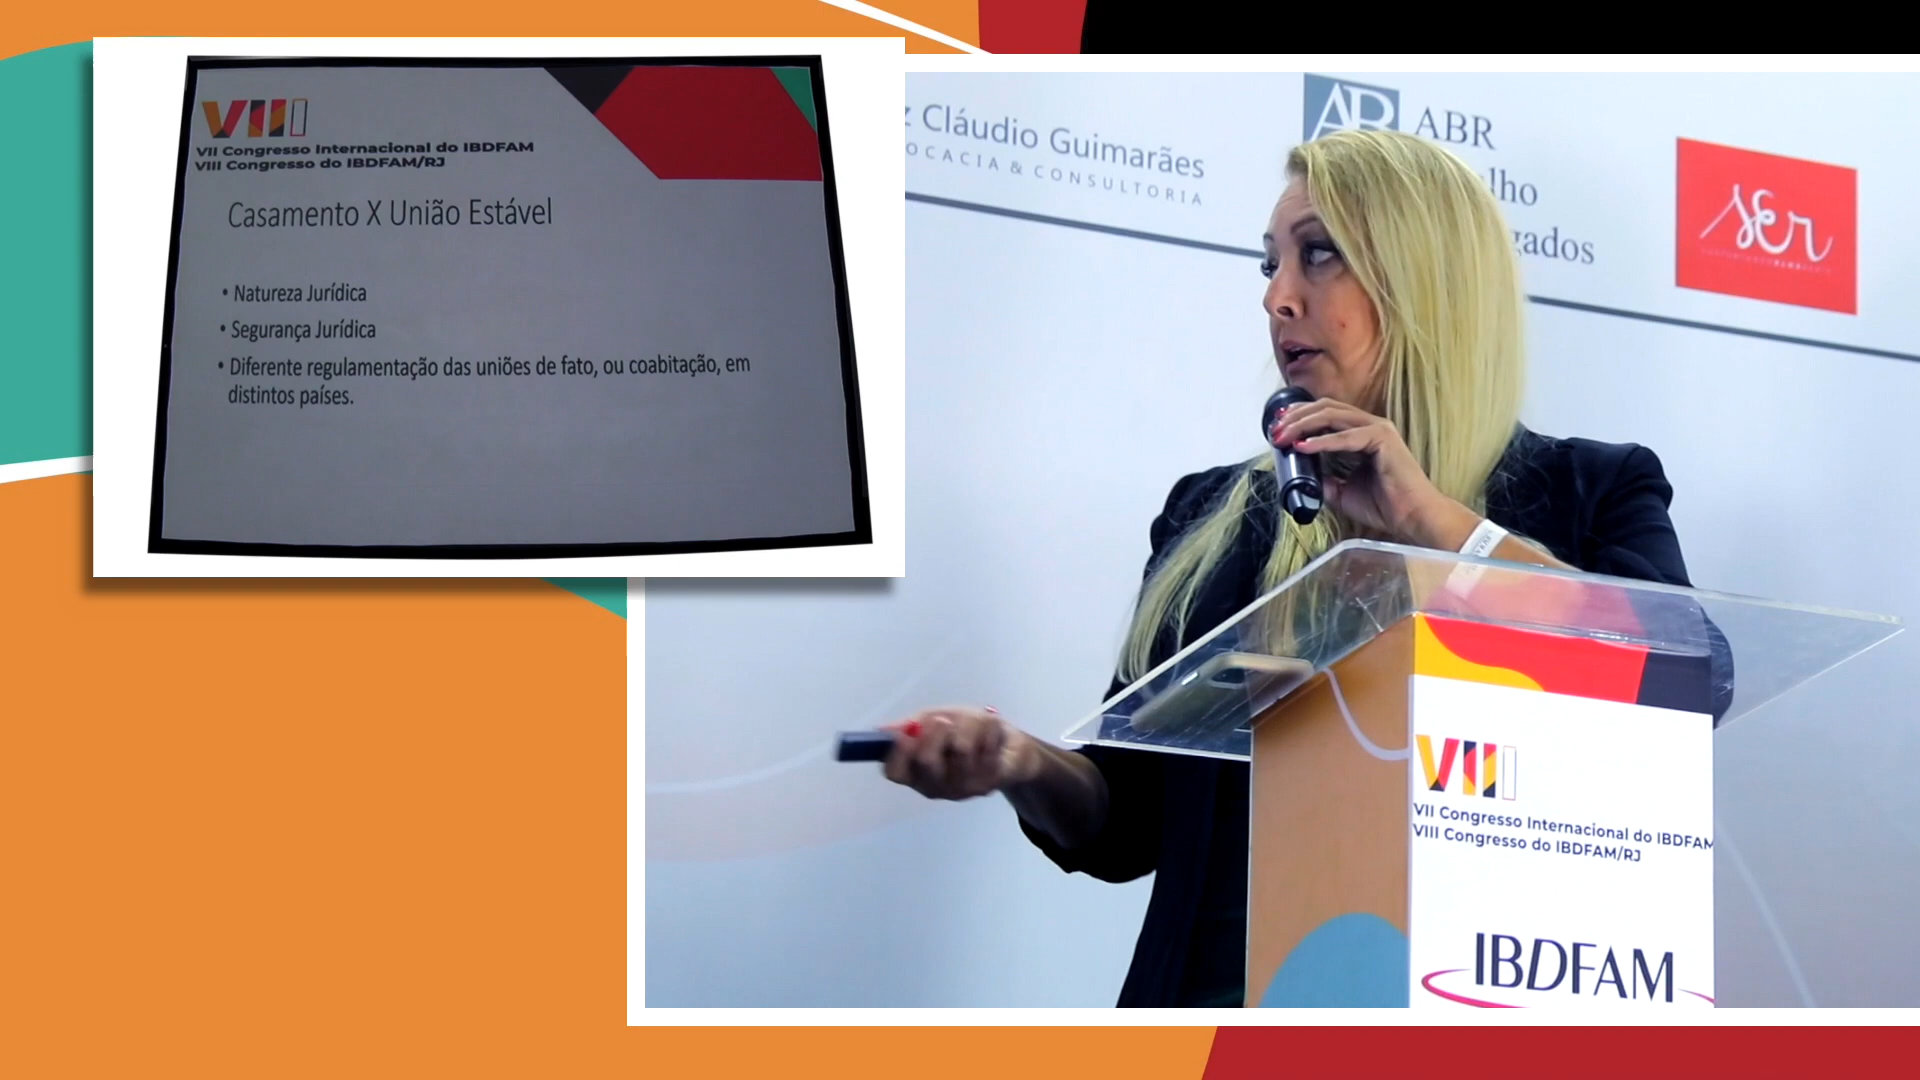 VIII
VII Congresso Internacional do IBDFAM
VIII Congresso do IBDFAM/RJ
Casamento X União Estável
• Natureza Jurídica
• Segurança Jurídica
• Diferente regulamentação das uniões de fato, ou coabitação, em
distintos países.
z Cláudio Guimarães
OCACIA & CONSULTORIA
AB
ABR
lho
gados
ser
VIII
VII Congresso Internacional do IBDFAM
VIII Congresso do IBDFAM/RJ
IBDFAM